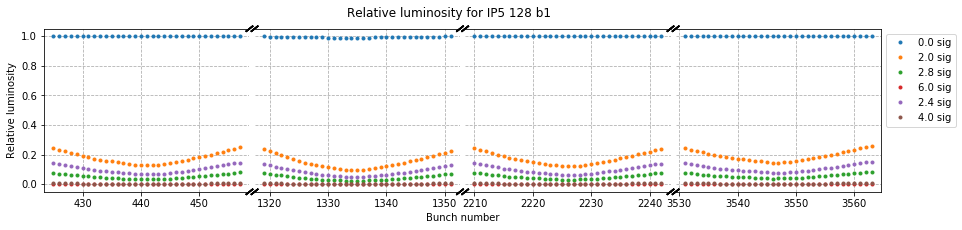 Relative luminosity for IP5 128 b1
Relative luminosity
1.0
0.8
0.6
0.4
0.2
0.0
430 440 450 1320 1330 1340 1350 2210 2220 2230 2240 3530 3540 3550 3560
Bunch number
0.0 sig
2.0 sig
2.8 sig
6.0 sig
2.4 sig
4.0 sig